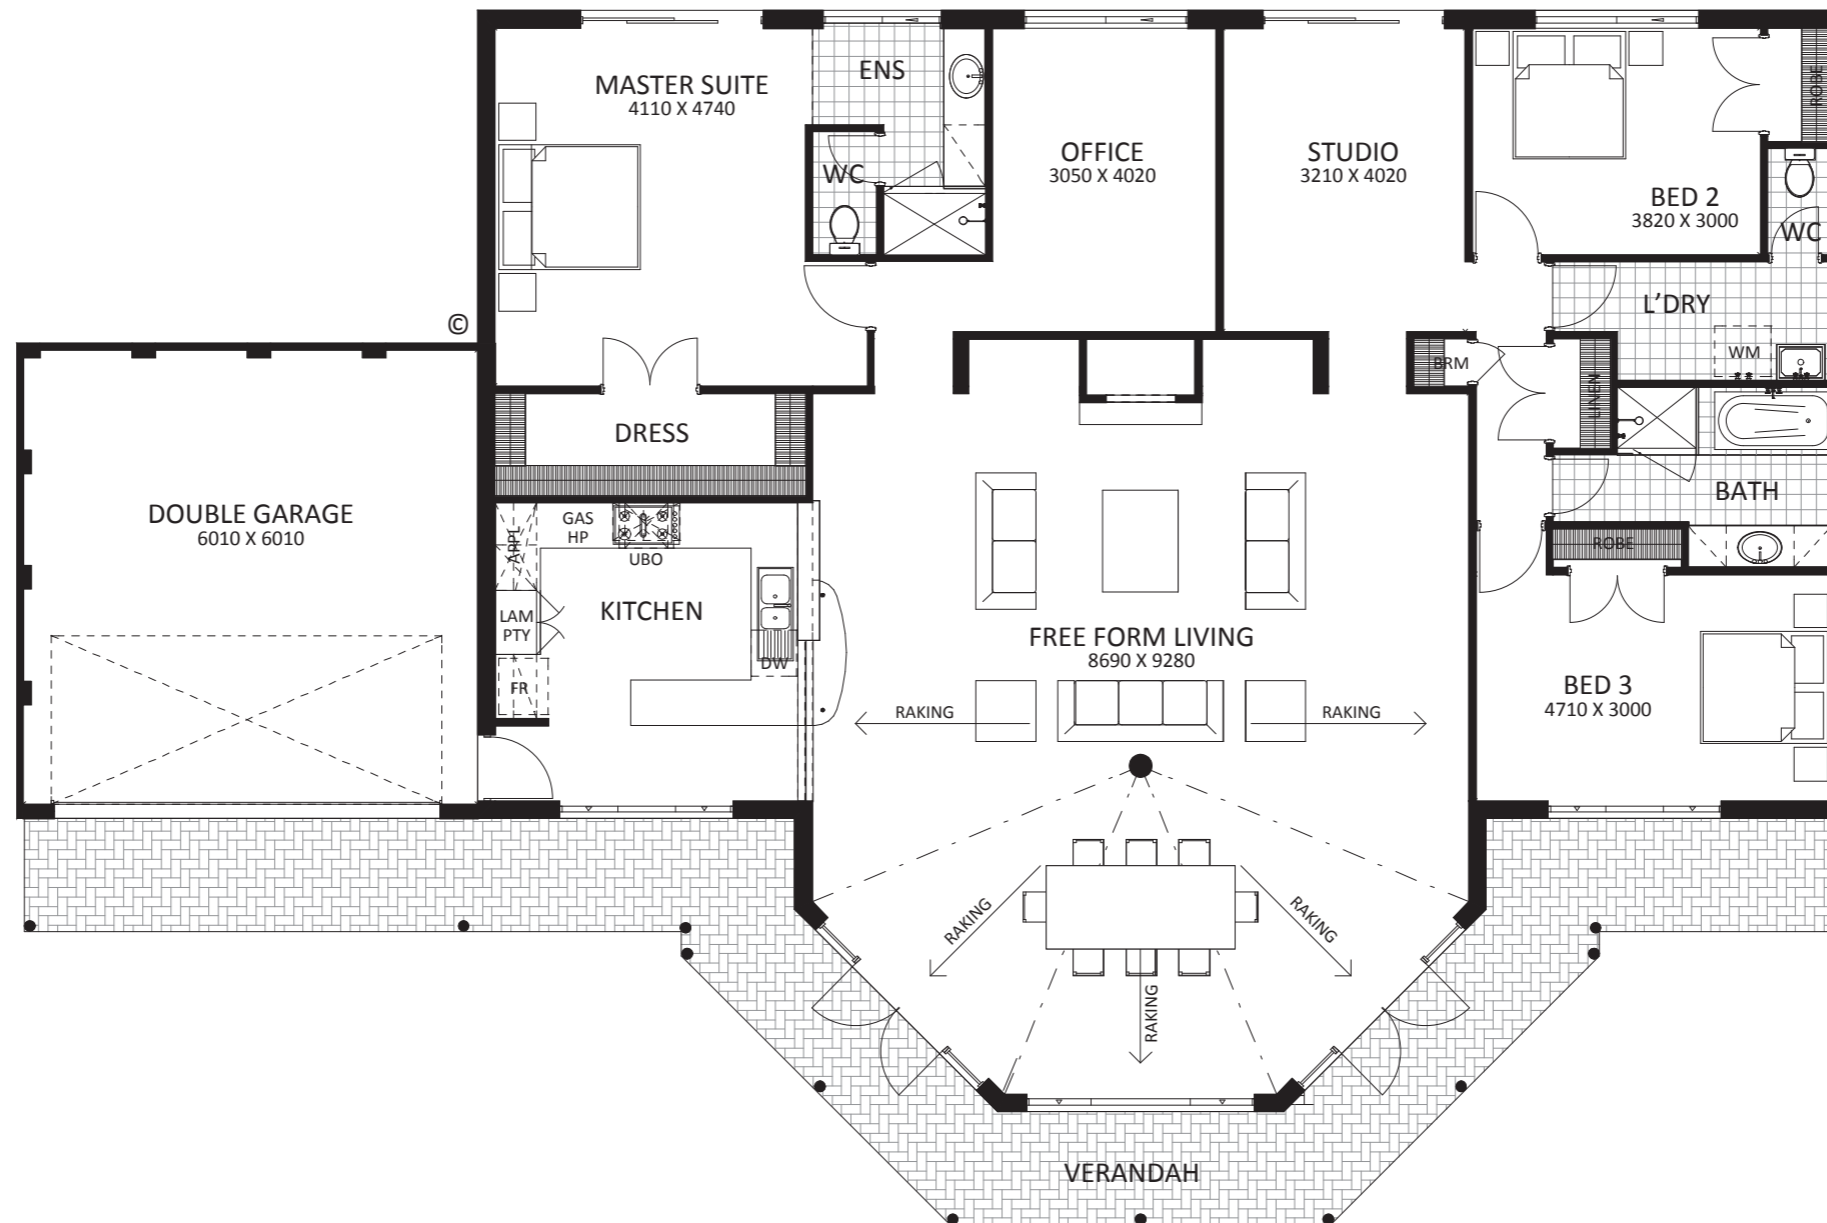 MASTER SUITE
4110 X 4740
ENS
WC
OFFICE
3050 X 4020
STUDIO
3210 X 4020
BED 2
3820 X 3000
ROBE
WC
L'DRY
WM
BRM
LINEN
©
DRESS
DOUBLE GARAGE
6010 X 6010
GAS
HP
UBO
APPL
LAM
PTY
FR
KITCHEN
DW
FREE FORM LIVING
8690 X 9280
RAKING
RAKING
BATH
ROBE
BED 3
4710 X 3000
RAKING
RAKING
RAKING
VERANDAH